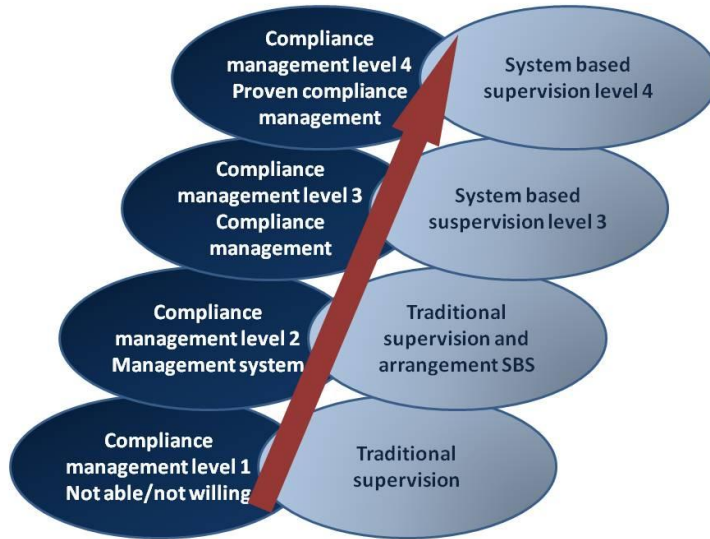 Compliance
management level 4
Proven compliance
management
System based
supervision level 4
Compliance
management level 3
Compliance
management
System based
suspervision level 3
Compliance
management level 2
Management system
Traditional
supervision and
arrangement SBS
Compliance
management level 1
Not able/not willing
Traditional
supervision